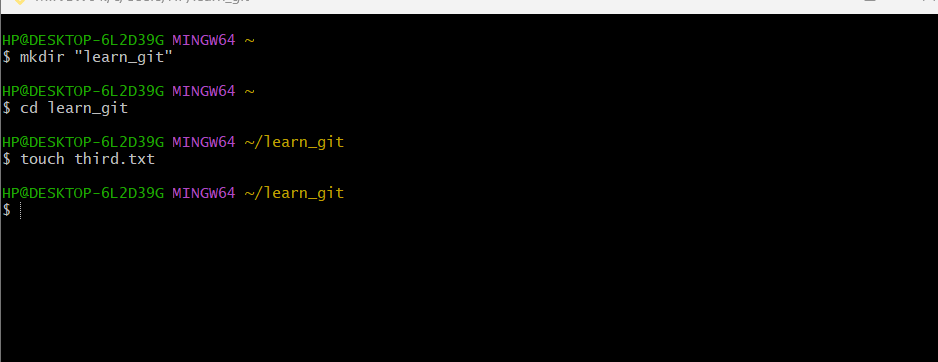 HP@DESKTOP-6L2D39G MINGW64 ~
$ mkdir "learn_git"
HP@DESKTOP-6L2D39G MINGW64 ~
$ cd learn_git
HP@DESKTOP-6L2D39G MINGW64 ~/learn_git
$ touch third.txt
HP@DESKTOP-6L2D39G MINGW64 ~/learn_git
$